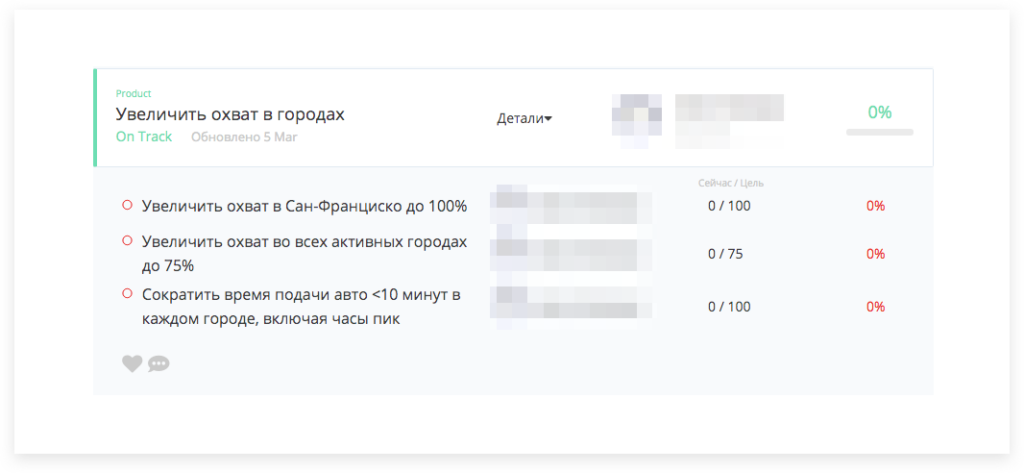 Product
Увеличить охват в городах
On Track Обновлено 5 Mar
Детали
0%
Сейчас / Цель
Увеличить охват в Сан-Франциско до 100%
0 / 100
0%
Увеличить охват во всех активных городах
до 75%
0 / 75
0%
Сократить время подачи авто <10 минут в
каждом городе, включая часы пик
0 / 100
0%